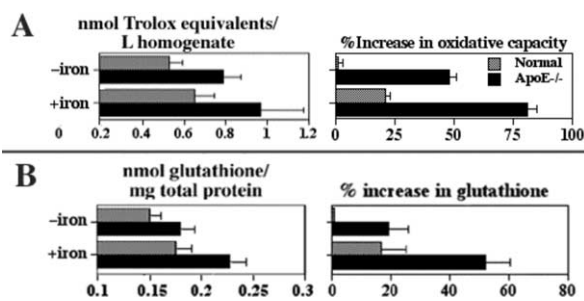 A
nmol Trolox equivalents/
L homogenate
–iron
+iron
0 0.2 0.4 0.6 0.8 1.0 1.2
%Increase in oxidative capacity
Normal
ApoE-/-
0 25 50 75 100
B
nmol glutathione/
mg total protein
–iron
+iron
0.1 0.15 0.2 0.25 0.3
% increase in glutathione
0 20 40 60 80